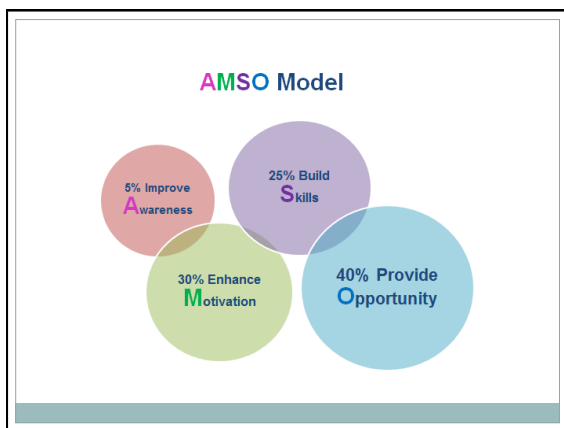 AMSO Model
5% Improve
Awareness
25% Build
Skills
30% Enhance
Motivation
40% Provide
Opportunity